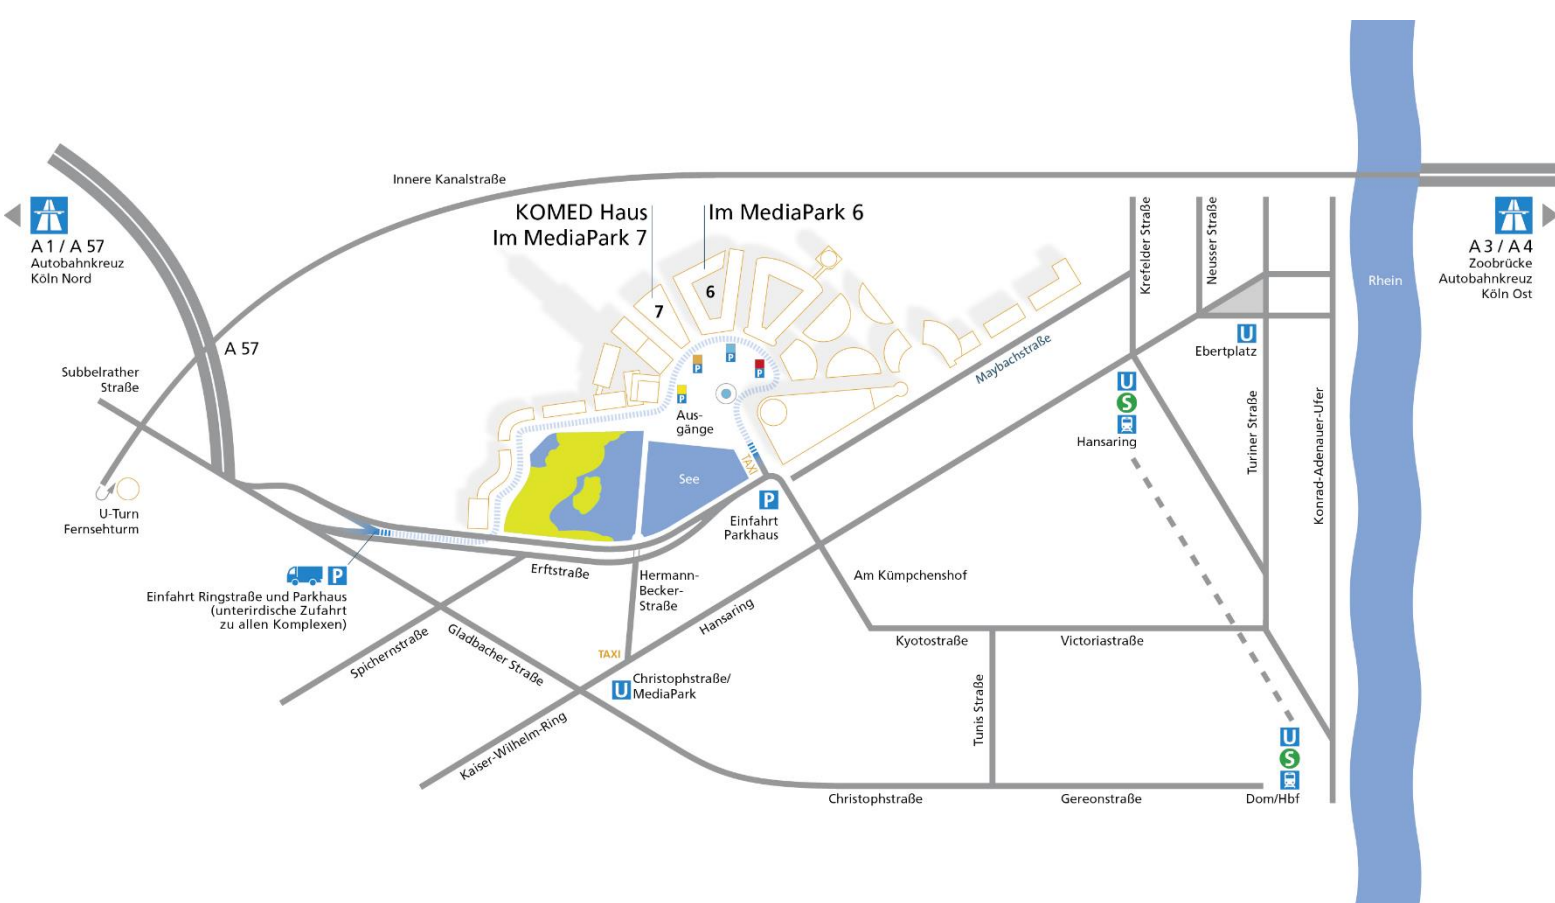 Innere Kanalstraße
KOMED Haus
Im MediaPark 7
Im MediaPark 6
A 1 / A 57
Autobahnkreuz
Köln Nord
A 3 / A 4
Zoobrücke
Autobahnkreuz
Köln Ost
Krefelder Straße
Neusser Straße
Rhein
6
7
A 57
Subbelrather
Straße
Maybachstraße
U
Ebertplatz
P
P
P
P
Aus-
gänge
U
S
Hansaring
Turiner Straße
Konrad-Adenauer-Ufer
TAXI
See
U-Turn
Fernsehturm
P
Einfahrt
Parkhaus
P
Einfahrt Ringstraße und Parkhaus
(unterirdische Zufahrt
zu allen Komplexen)
Erftstraße
Hermann-
Becker-
Straße
Am Kümpchenshof
Hansaring
Spichernstraße
Gladbacher Straße
Kyotostraße
Victoriastraße
TAXI
U
Christophstraße/
MediaPark
Kaiser-Wilhelm-Ring
Tunis Straße
U
S
Dom/Hbf
Christophstraße
Gereonstraße